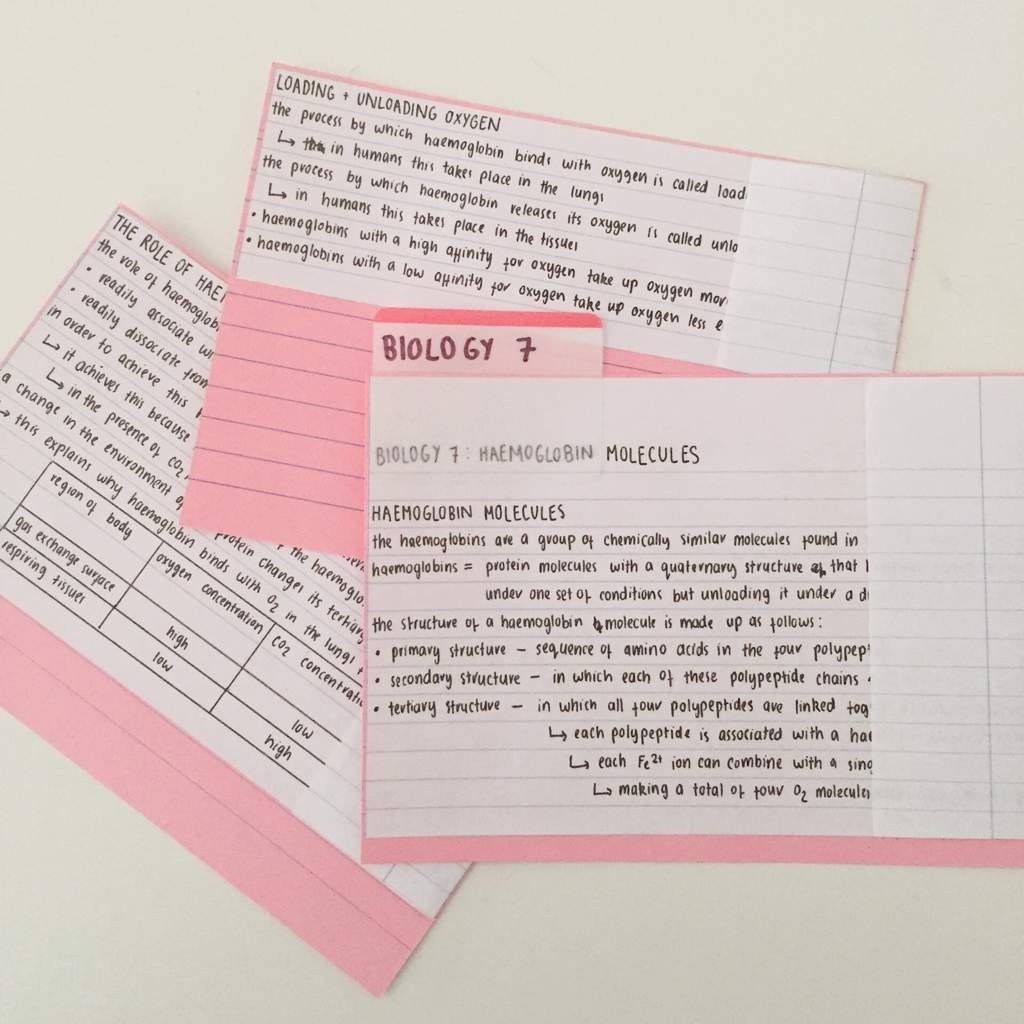 LOADING + UNLOADING OXYGEN
the process by which haemoglobin binds with oxygen is called load
↳ in humans this takes place in the lungs
the process by which haemoglobin releases its oxygen is called unlo
↳ in humans this takes place in the tissues
• haemoglobins with a high affinity for oxygen take up oxygen mor
• haemoglobins with a low affinity for oxygen take up oxygen less e
THE ROLE OF HAE
the role of haemoglob
• readily associate wi
• readily dissociate from
in order to achieve this
↳ it achieves this because
↳ in the presence of CO2
a change in the environment of
↳ this explains why haemoglobin binds with O2 in the lungs
protein changes its tertiary
the haemoglo
region of body
oxygen concentration
CO2 concentratio
gas exchange surface
high
low
respiring tissues
low
high
BIOLOGY 7
BIOLOGY 7: HAEMOGLOBIN MOLECULES
HAEMOGLOBIN MOLECULES
the haemoglobins are a group of chemically similar molecules found in
haemoglobins = protein molecules with a quaternary structure that
under one set of conditions but unloading it under a di
the structure of a haemoglobin molecule is made up as follows:
• primary structure – sequence of amino acids in the four polypep
• secondary structure – in which each of these polypeptide chains
• tertiary structure – in which all four polypeptides are linked tog
↳ each polypeptide is associated with a hae
↳ each Fe²⁺ ion can combine with a sing
↳ making a total of four O2 molecules